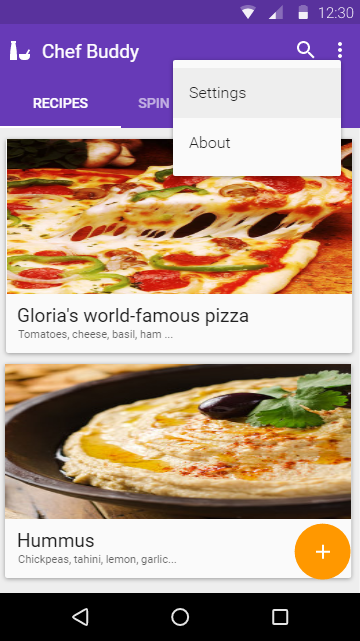 12:30
Chef Buddy
RECIPES
SPIN
Settings
About
Gloria's world-famous pizza
Tomatoes, cheese, basil, ham ...
Hummus
Chickpeas, tahini, lemon, garlic...